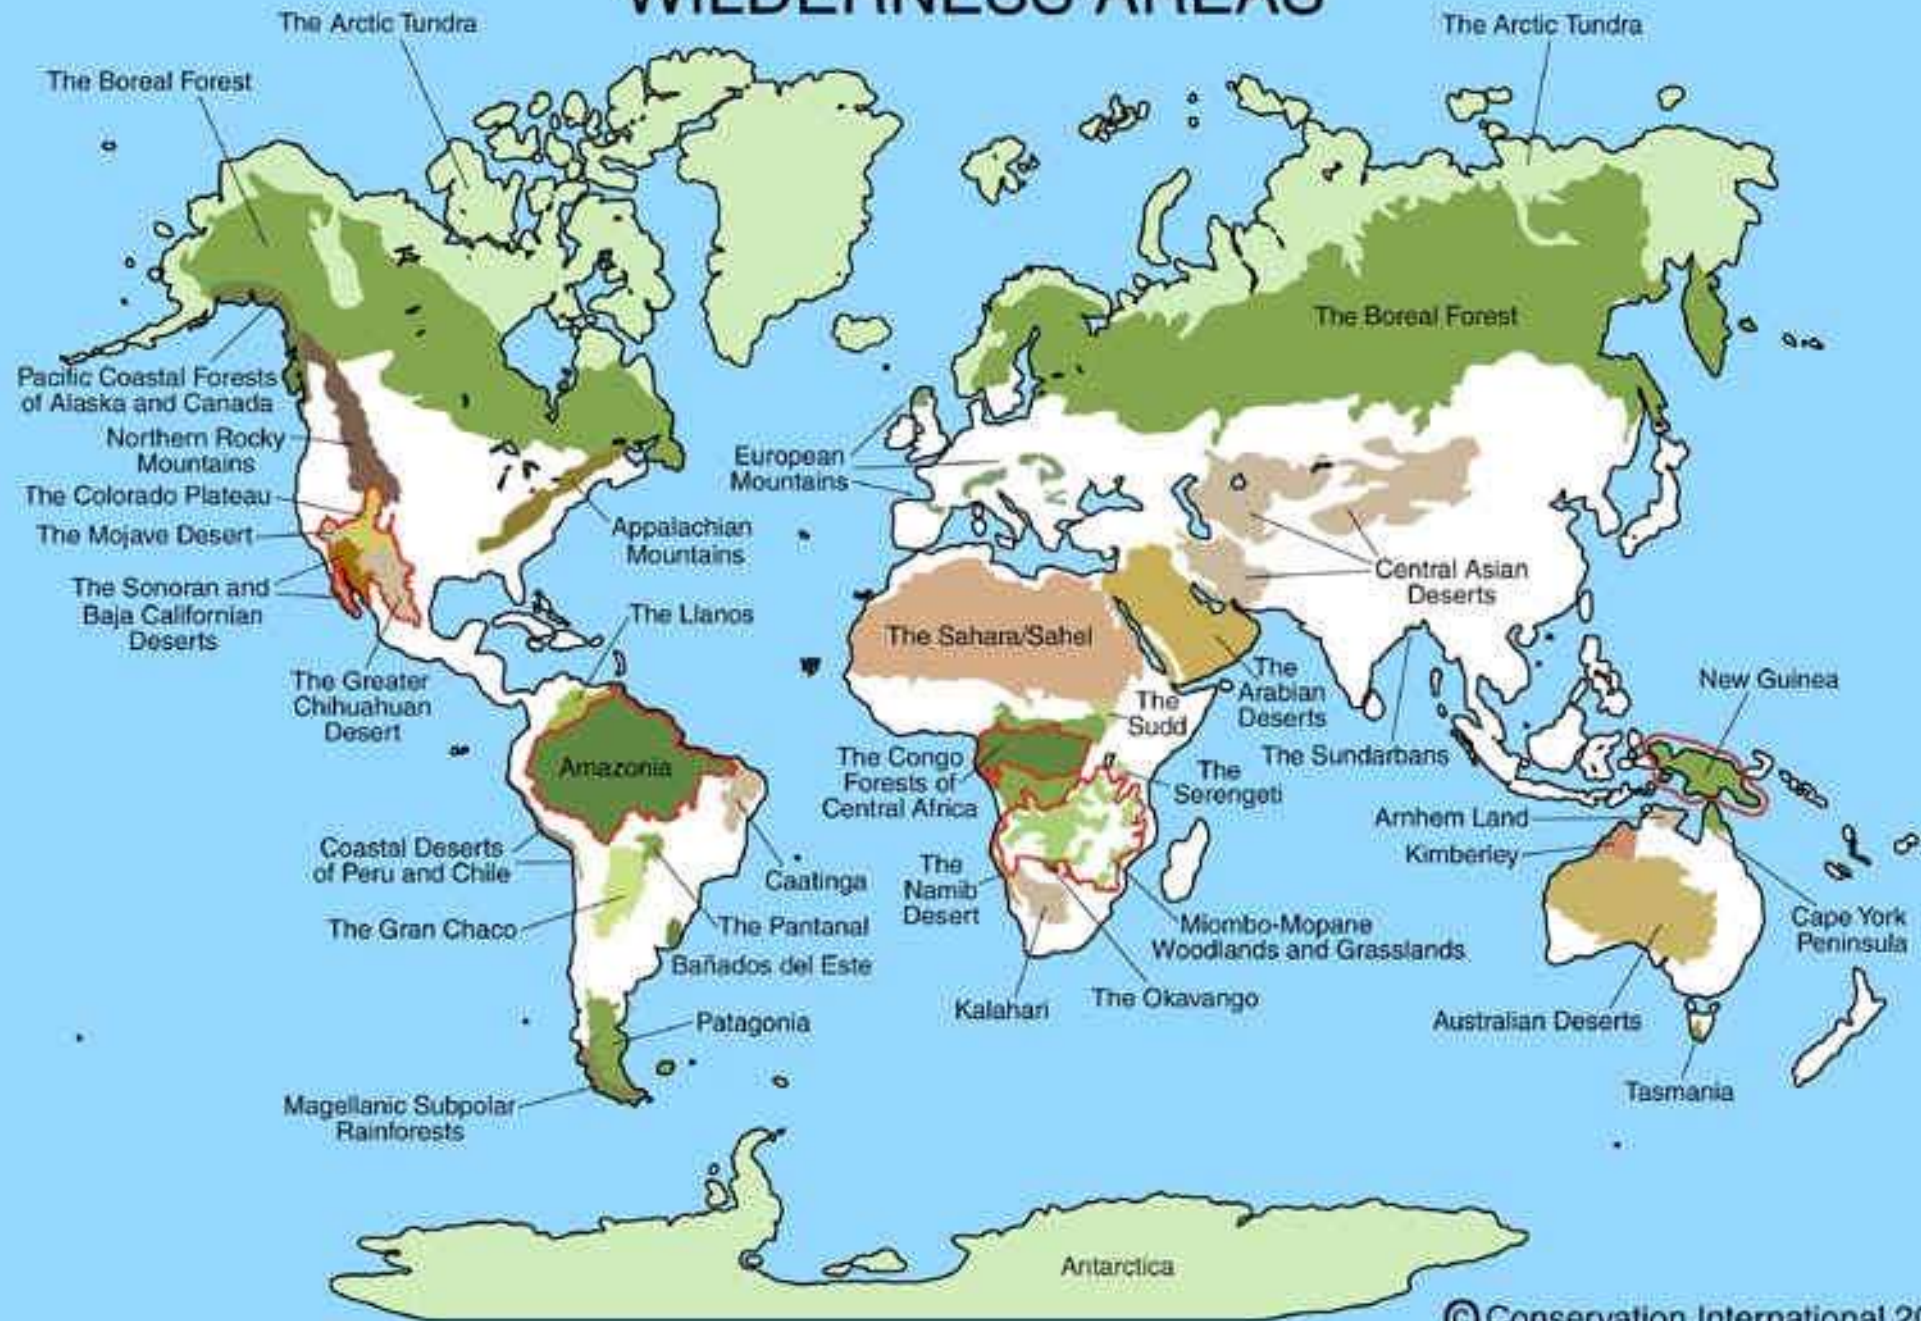 WILDERNESS AREAS
The Arctic Tundra
The Arctic Tundra
The Boreal Forest
The Boreal Forest
Pacific Coastal Forests
of Alaska and Canada
Northern Rocky
Mountains
The Colorado Plateau
The Mojave Desert
The Sonoran and
Baja Californian
Deserts
The Greater
Chihuahuan
Desert
Appalachian
Mountains
The Llanos
European
Mountains
Central Asian
Deserts
The Sahara/Sahel
The
Arabian
Deserts
The
Sudd
The Sundarbans
New Guinea
Amazonia
The Congo
Forests of
Central Africa
The
Serengeti
Arnhem Land
Kimberley
Coastal Deserts
of Peru and Chile
Caatinga
The Gran Chaco
The Pantanal
Bañados del Este
The
Namib
Desert
Miombo-Mopane
Woodlands and Grasslands
Cape York
Peninsula
Kalahari
The Okavango
Australian Deserts
Patagonia
Tasmania
Magellanic Subpolar
Rainforests
Antarctica
© Conservation International